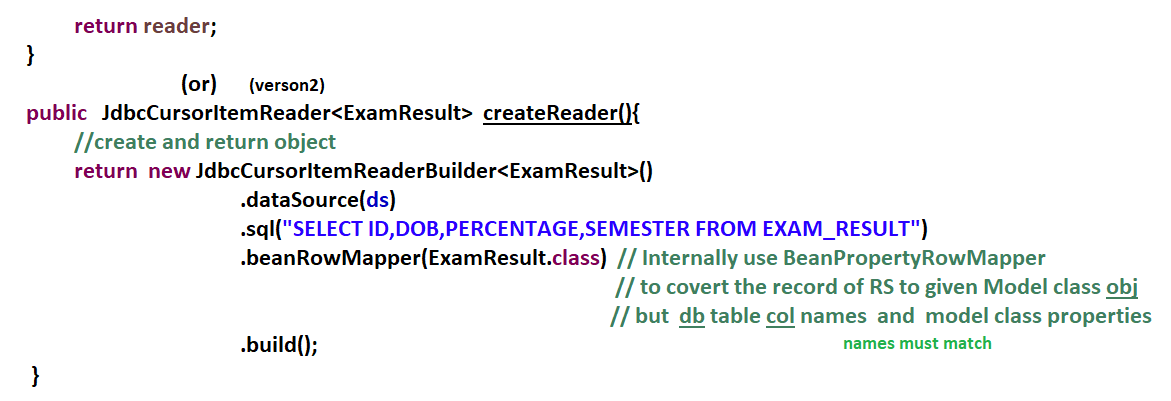 return reader;
}
(or) (verson2)
public JdbcCursorItemReader<ExamResult> createReader(){
//create and return object
return new JdbcCursorItemReaderBuilder<ExamResult>()
.dataSource(ds)
.sql("SELECT ID,DOB,PERCENTAGE,SEMESTER FROM EXAM_RESULT")
.beanRowMapper(ExamResult.class) // Internally use BeanPropertyRowMapper
// to covert the record of RS to given Model class obj
// but db table col names and model class properties
.build(); names must match
}